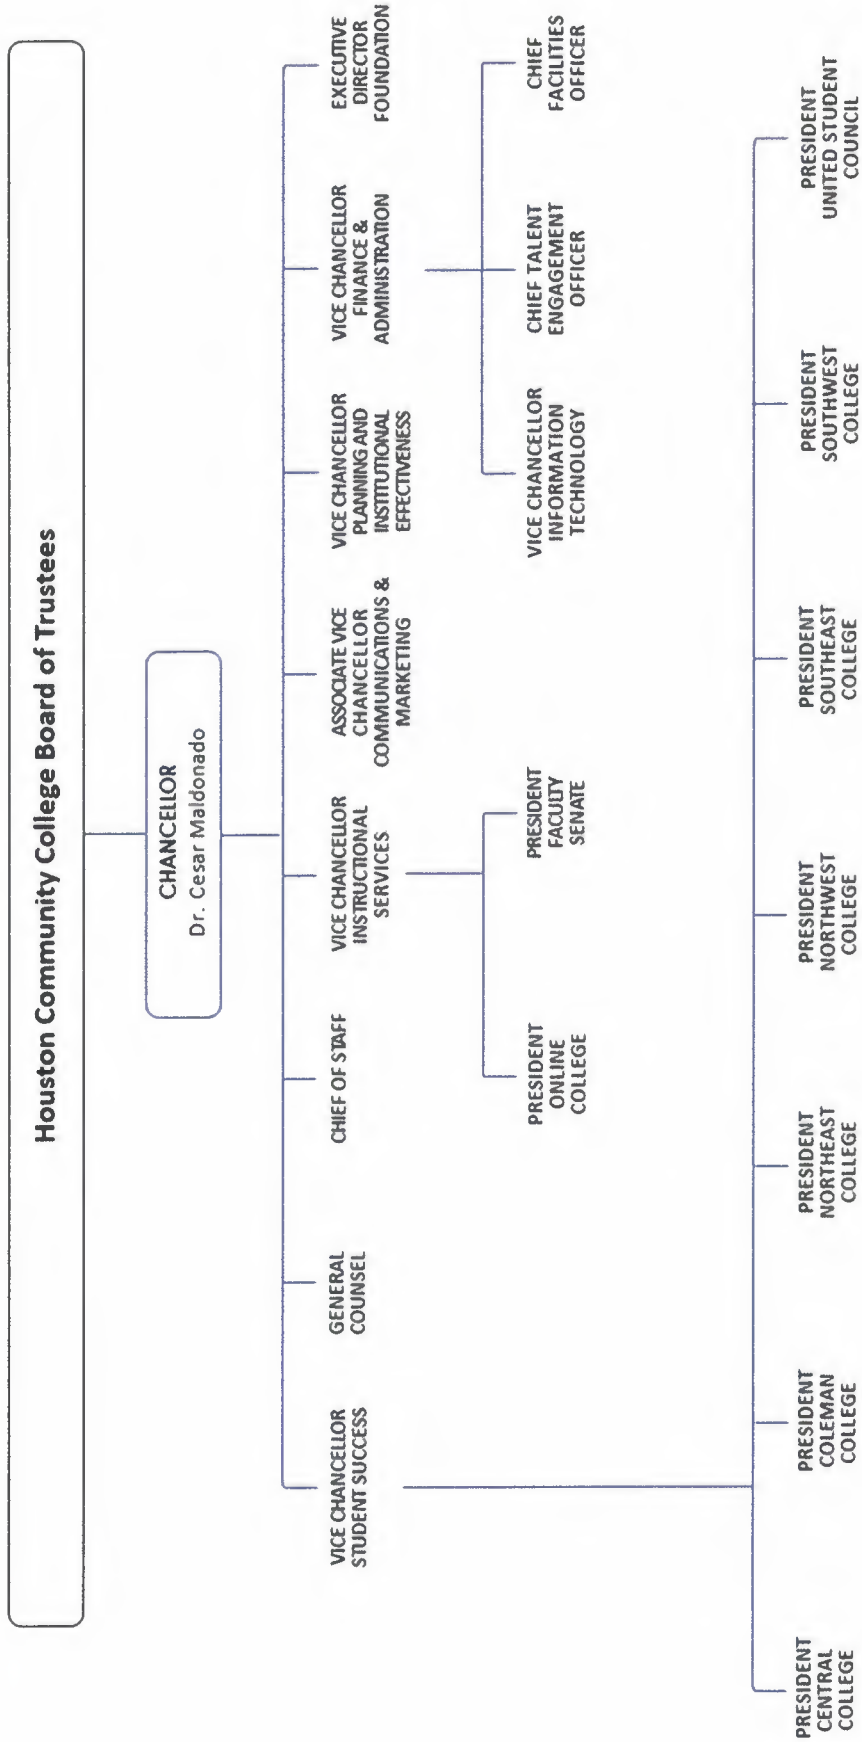 Houston Community College Board of Trustees
CHANCELLOR
Dr. Cesar Maldonado
VICE CHANCELLOR
STUDENT SUCCESS
GENERAL
COUNSEL
CHIEF OF STAFF
VICE CHANCELLOR
INSTRUCTIONAL
SERVICES
ASSOCIATE VICE
CHANCELLOR
COMMUNICATIONS &
MARKETING
VICE CHANCELLOR
PLANNING AND
INSTITUTIONAL
EFFECTIVENESS
VICE CHANCELLOR
FINANCE &
ADMINISTRATION
EXECUTIVE
DIRECTOR
FOUNDATION
PRESIDENT
ONLINE
COLLEGE
PRESIDENT
FACULTY
SENATE
VICE CHANCELLOR
INFORMATION
TECHNOLOGY
CHIEF TALENT
ENGAGEMENT
OFFICER
CHIEF
FACILITIES
OFFICER
PRESIDENT
CENTRAL
COLLEGE
PRESIDENT
COLEMAN
COLLEGE
PRESIDENT
NORTHEAST
COLLEGE
PRESIDENT
NORTHWEST
COLLEGE
PRESIDENT
SOUTHEAST
COLLEGE
PRESIDENT
SOUTHWEST
COLLEGE
PRESIDENT
UNITED STUDENT
COUNCIL